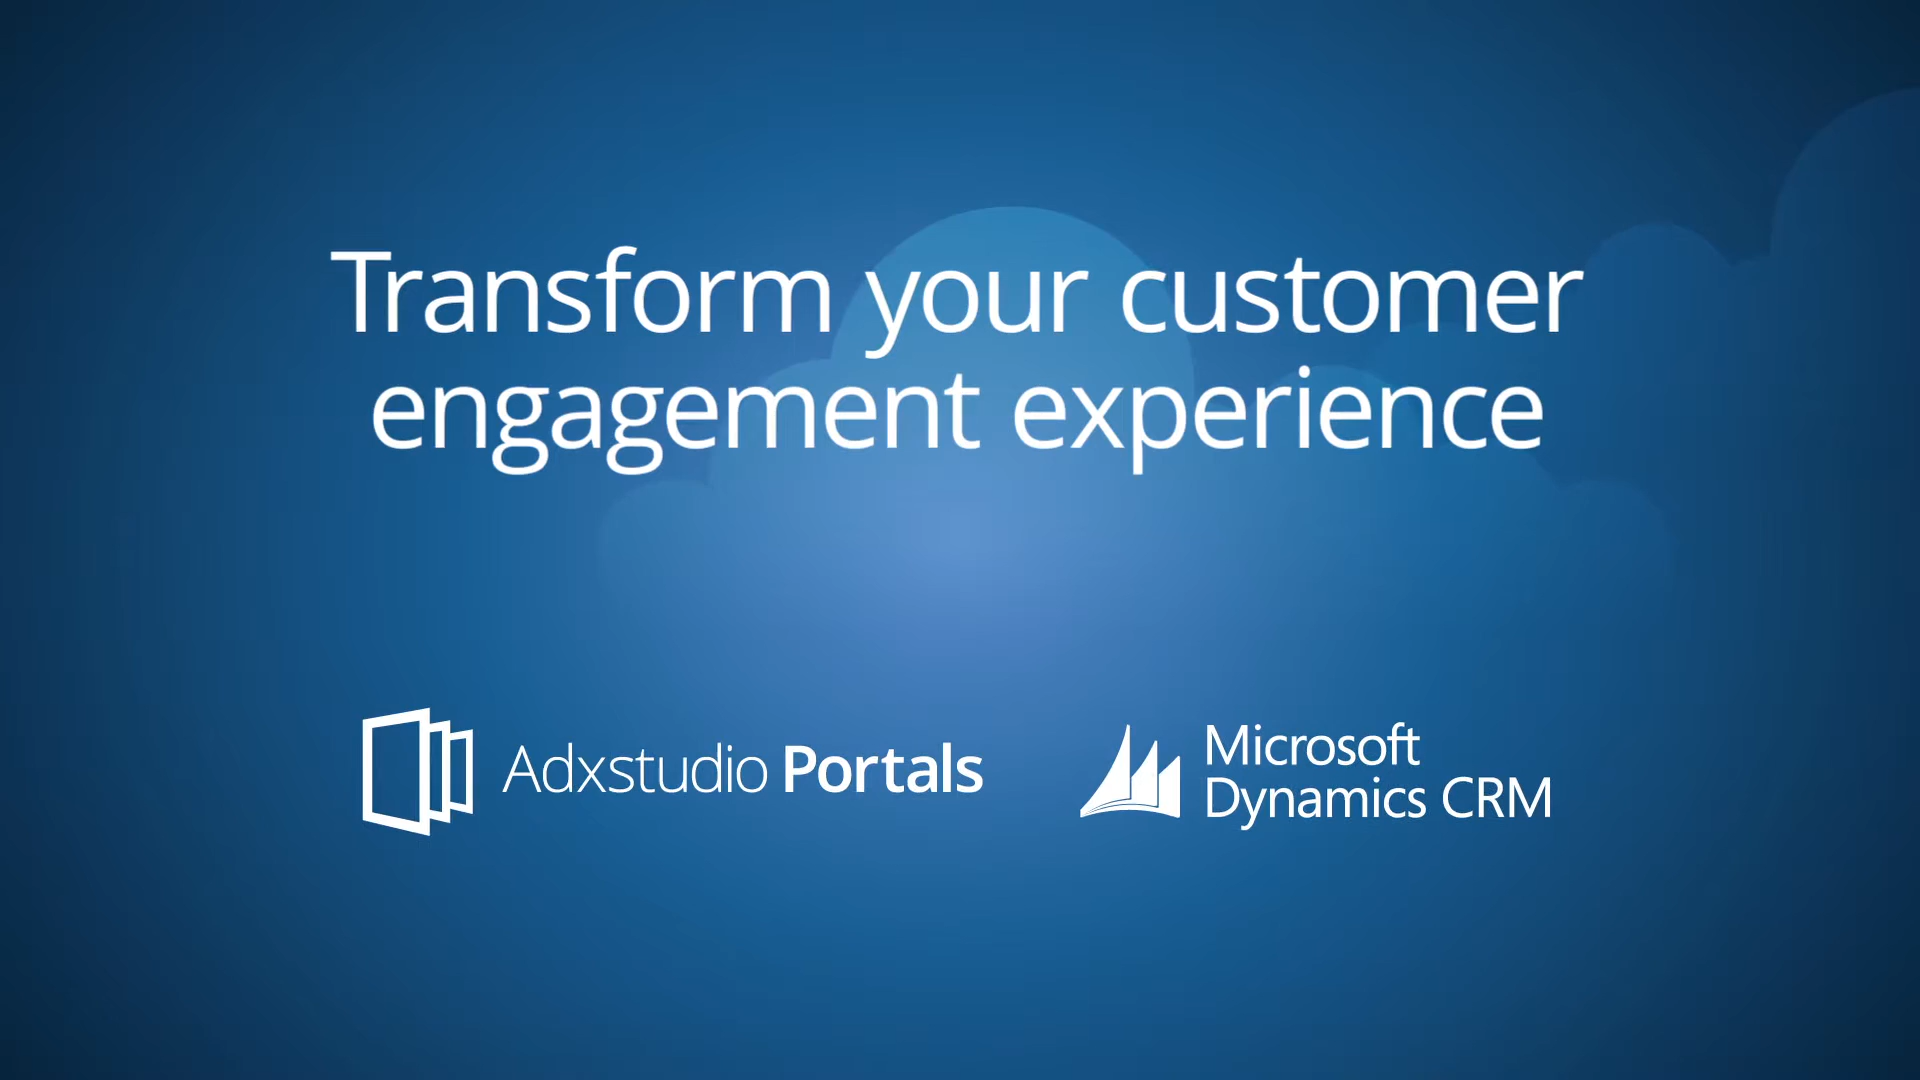 Transform your customer
engagement experience
Adxstudio Portals
Microsoft
Dynamics CRM